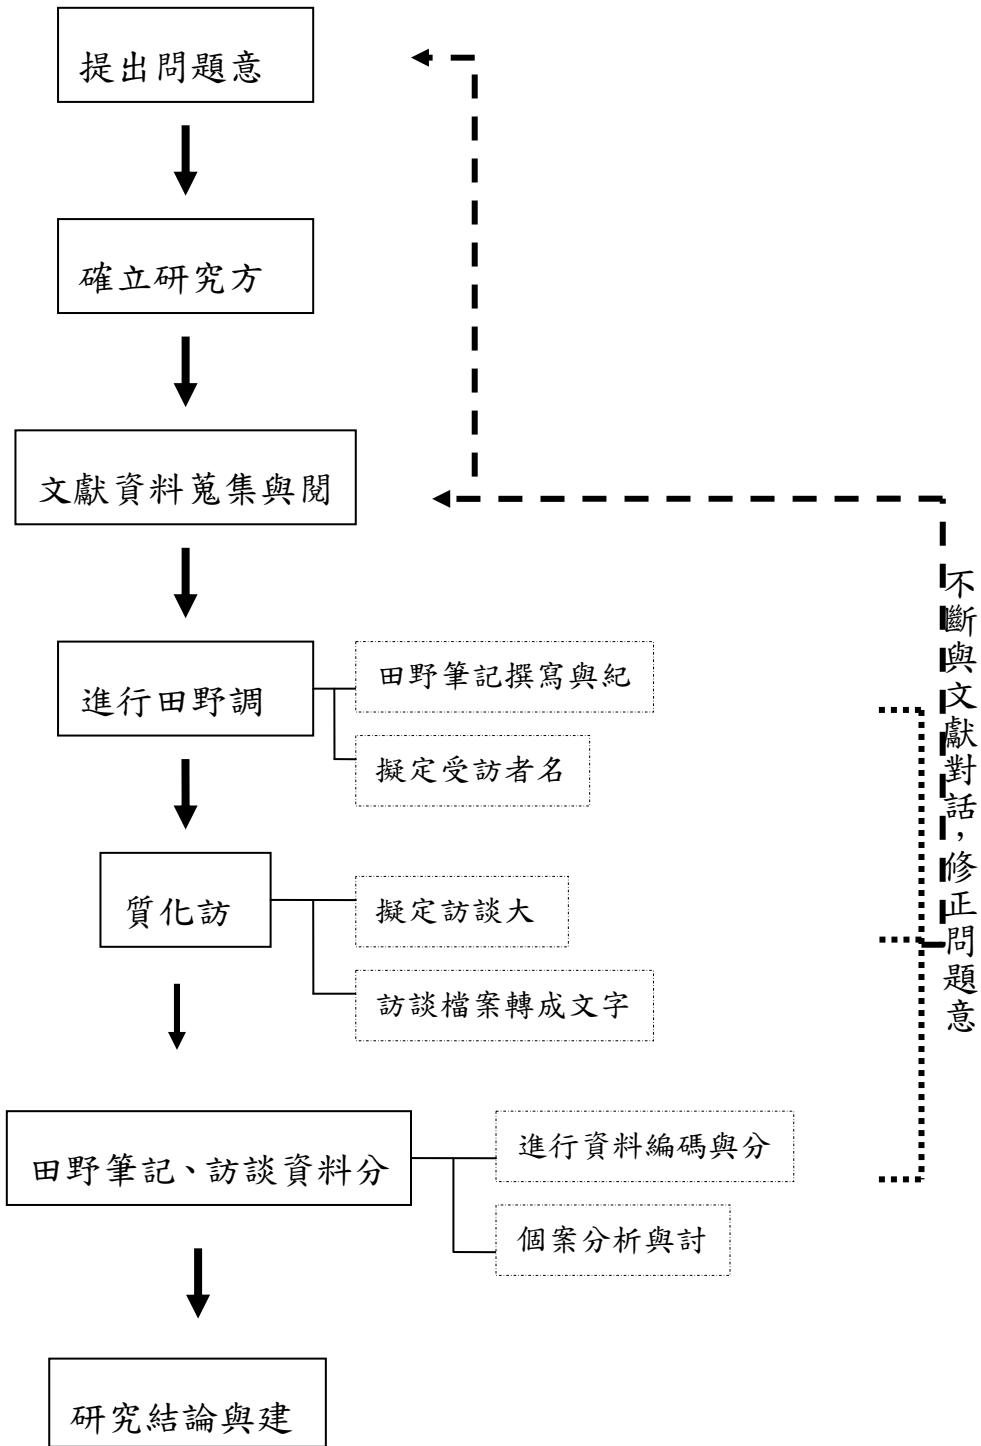 提出問題意
確立研究方
文獻資料蒐集與閱
進行田野調
田野筆記撰寫與紀
擬定受訪者名
質化訪
擬定訪談大
訪談檔案轉成文字
田野筆記、訪談資料分
進行資料編碼與分
個案分析與討
研究結論與建
不斷與文獻對話，修正問題意